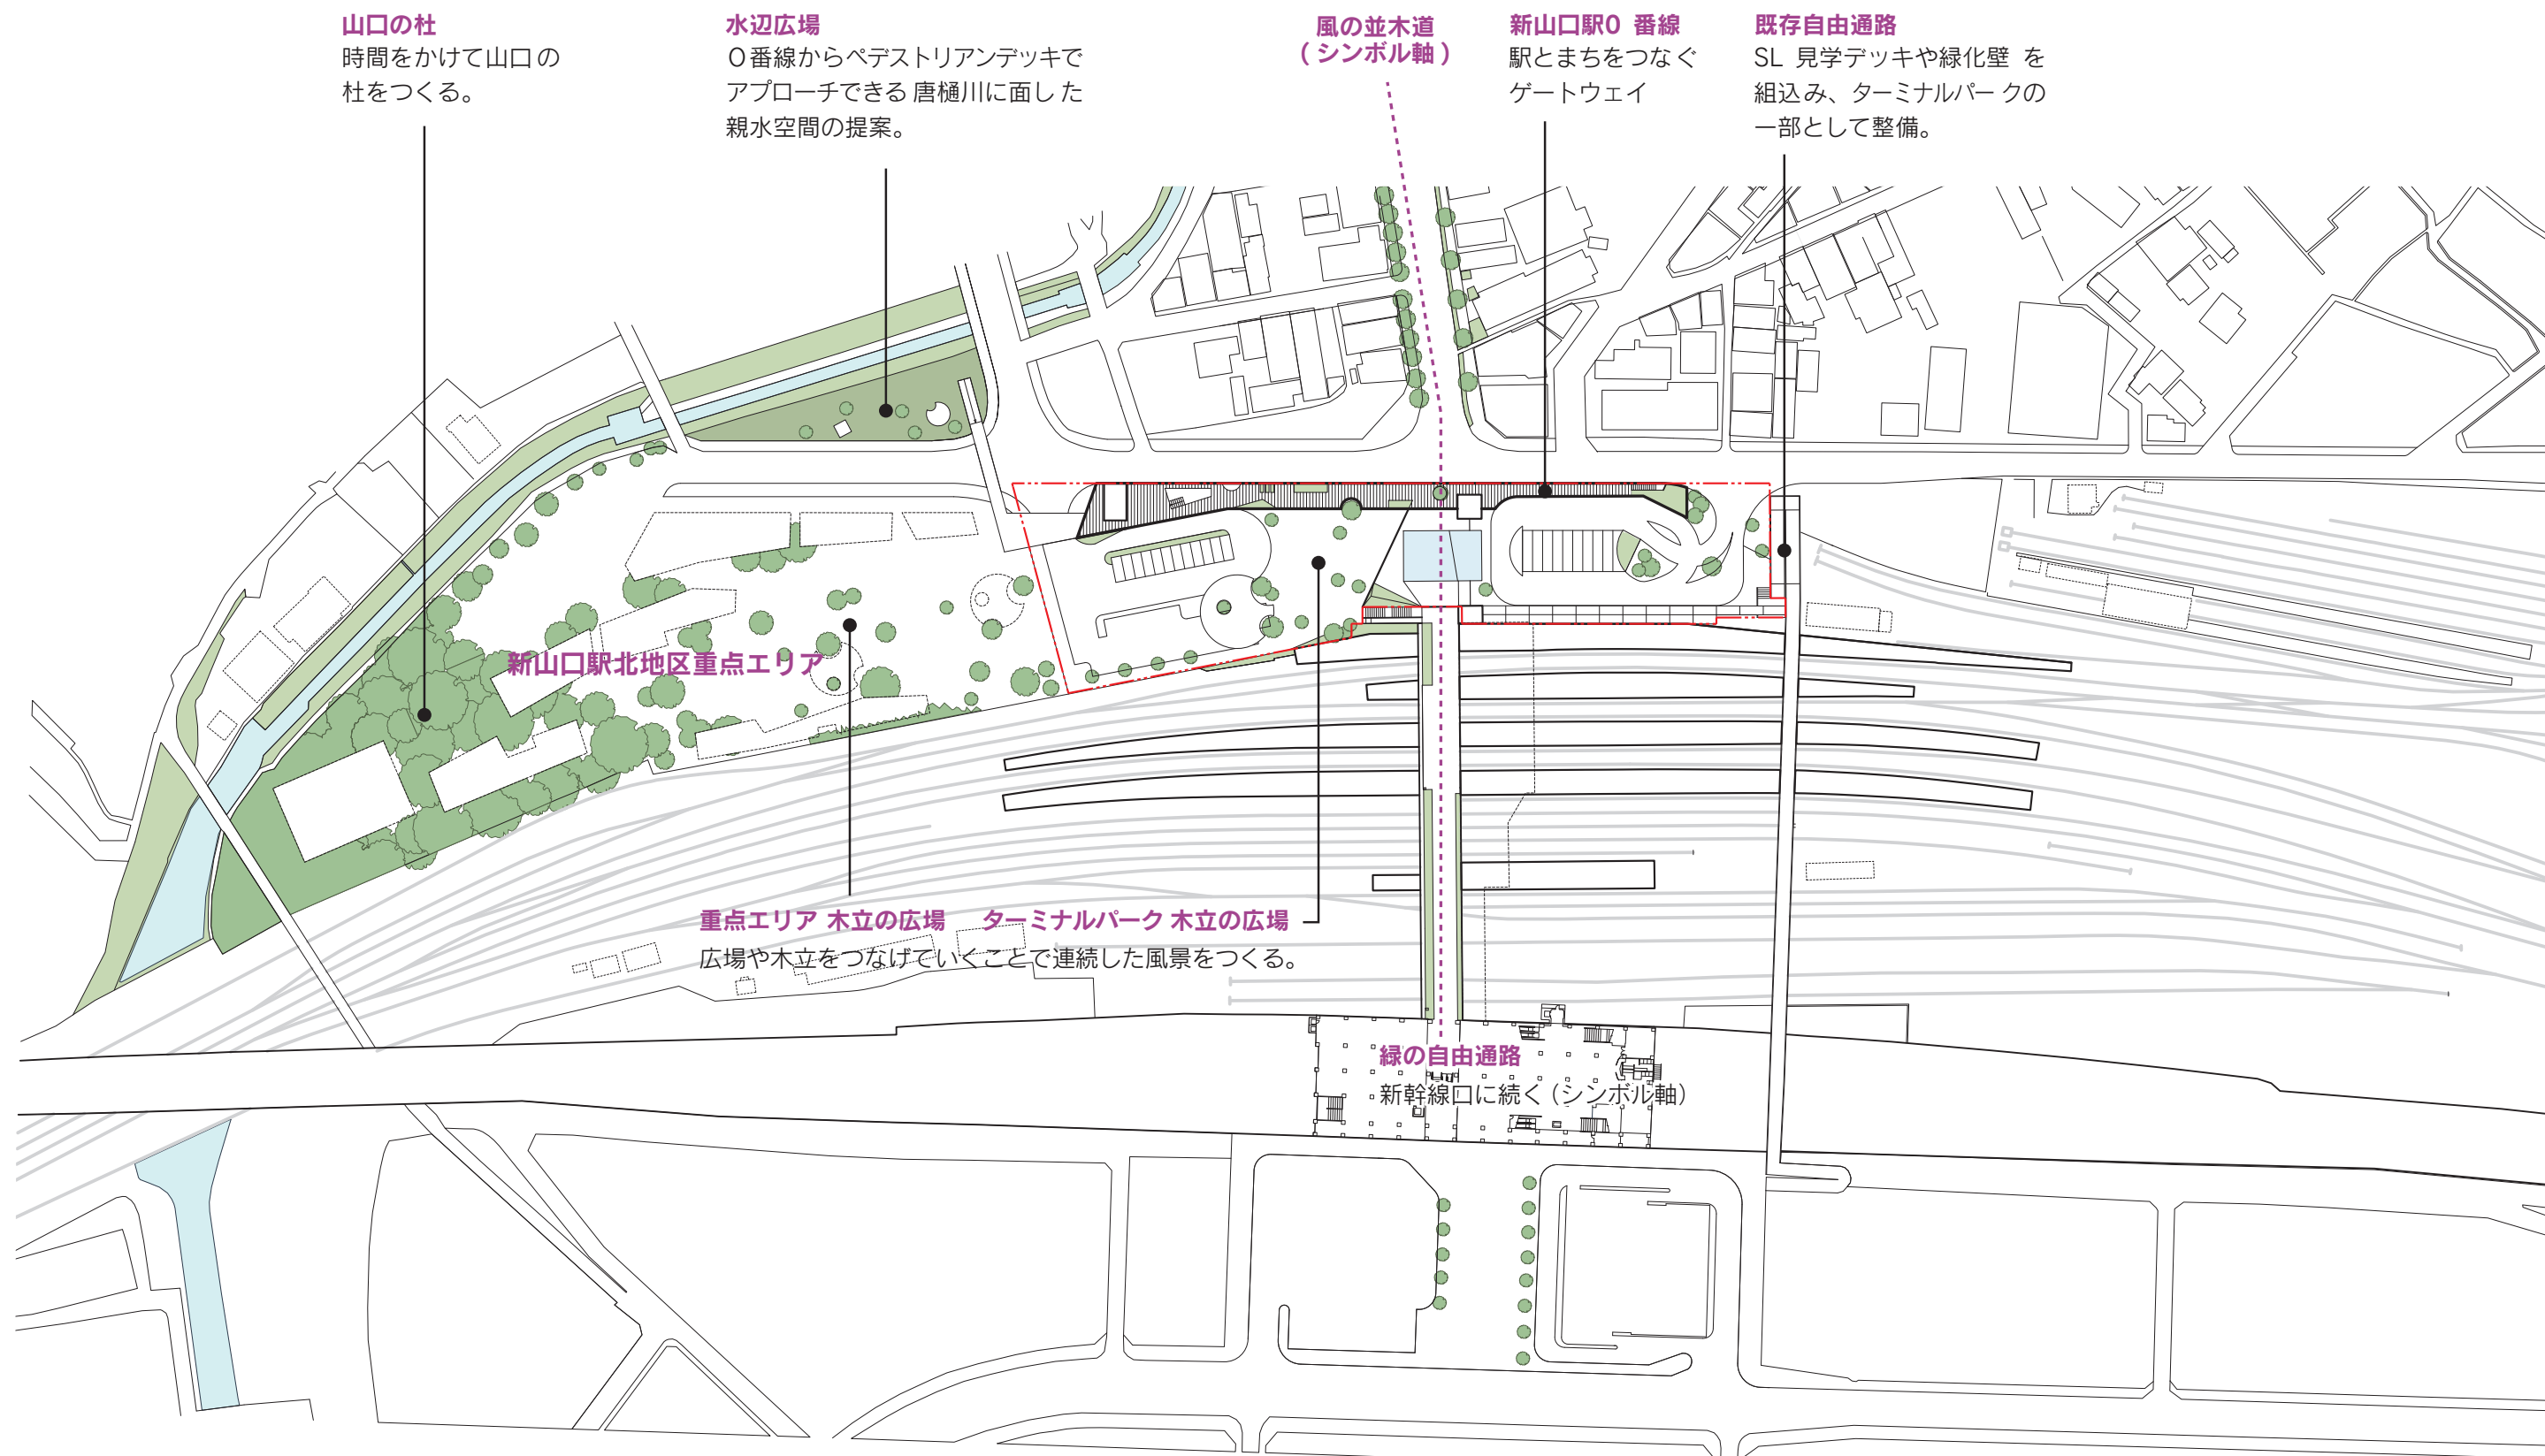 山口の杜
時間をかけて山口の
杜をつくる。
水辺広場
0番線からペデストリアンデッキで
アプローチできる唐樋川に面した
親水空間の提案。
風の並木道
(シンボル軸)
新山口駅0番線
駅とまちをつなぐ
ゲートウェイ
既存自由通路
SL 見学デッキや緑化壁を
組込み、ターミナルパークの
一部として整備。
新山口駅北地区重点エリア
重点エリア 木立の広場
ターミナルパーク 木立の広場
広場や木立をつなげていくことで連続した風景をつくる。
緑の自由通路
新幹線口に続く(シンボル軸)